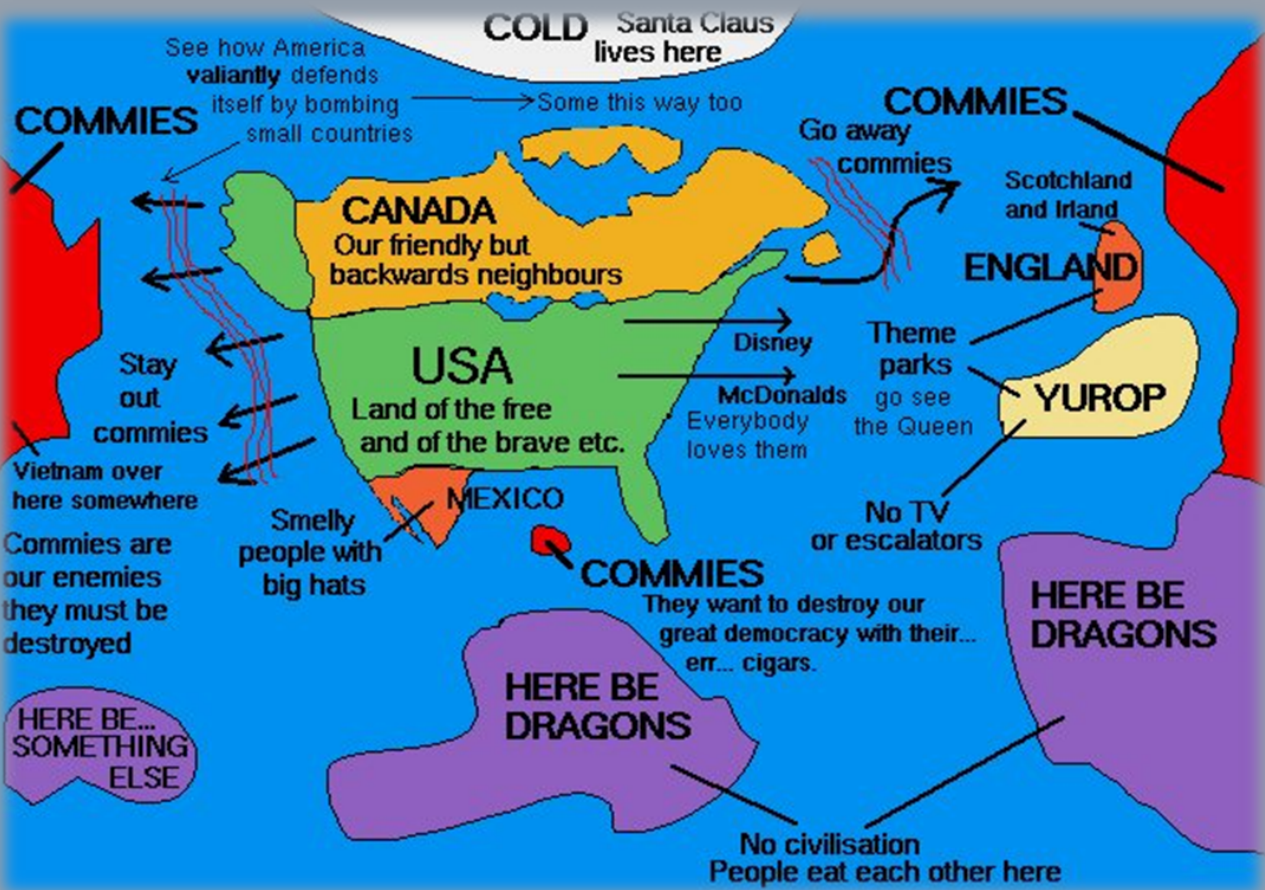 COLD Santa Claus
lives here
See how America
valiantly defends
itself by bombing
small countries
Some this way too
COMMIES
COMMIES
Go away
commies
Scotchland
and Irland
CANADA
Our friendly but
backwards neighbours
ENGLAND
USA
Land of the free
and of the brave etc.
Disney
McDonalds
Everybody
loves them
Theme
parks
go see
the Queen
YUROP
Stay
out
commies
Vietnam over
here somewhere
MEXICO
Smelly
people with
big hats
No TV
or escalators
Commies are
our enemies
they must be
destroyed
COMMIES
They want to destroy our
great democracy with their...
err... cigars.
HERE BE
DRAGONS
HERE BE
DRAGONS
HERE BE...
SOMETHING
ELSE
No civilisation
People eat each other here